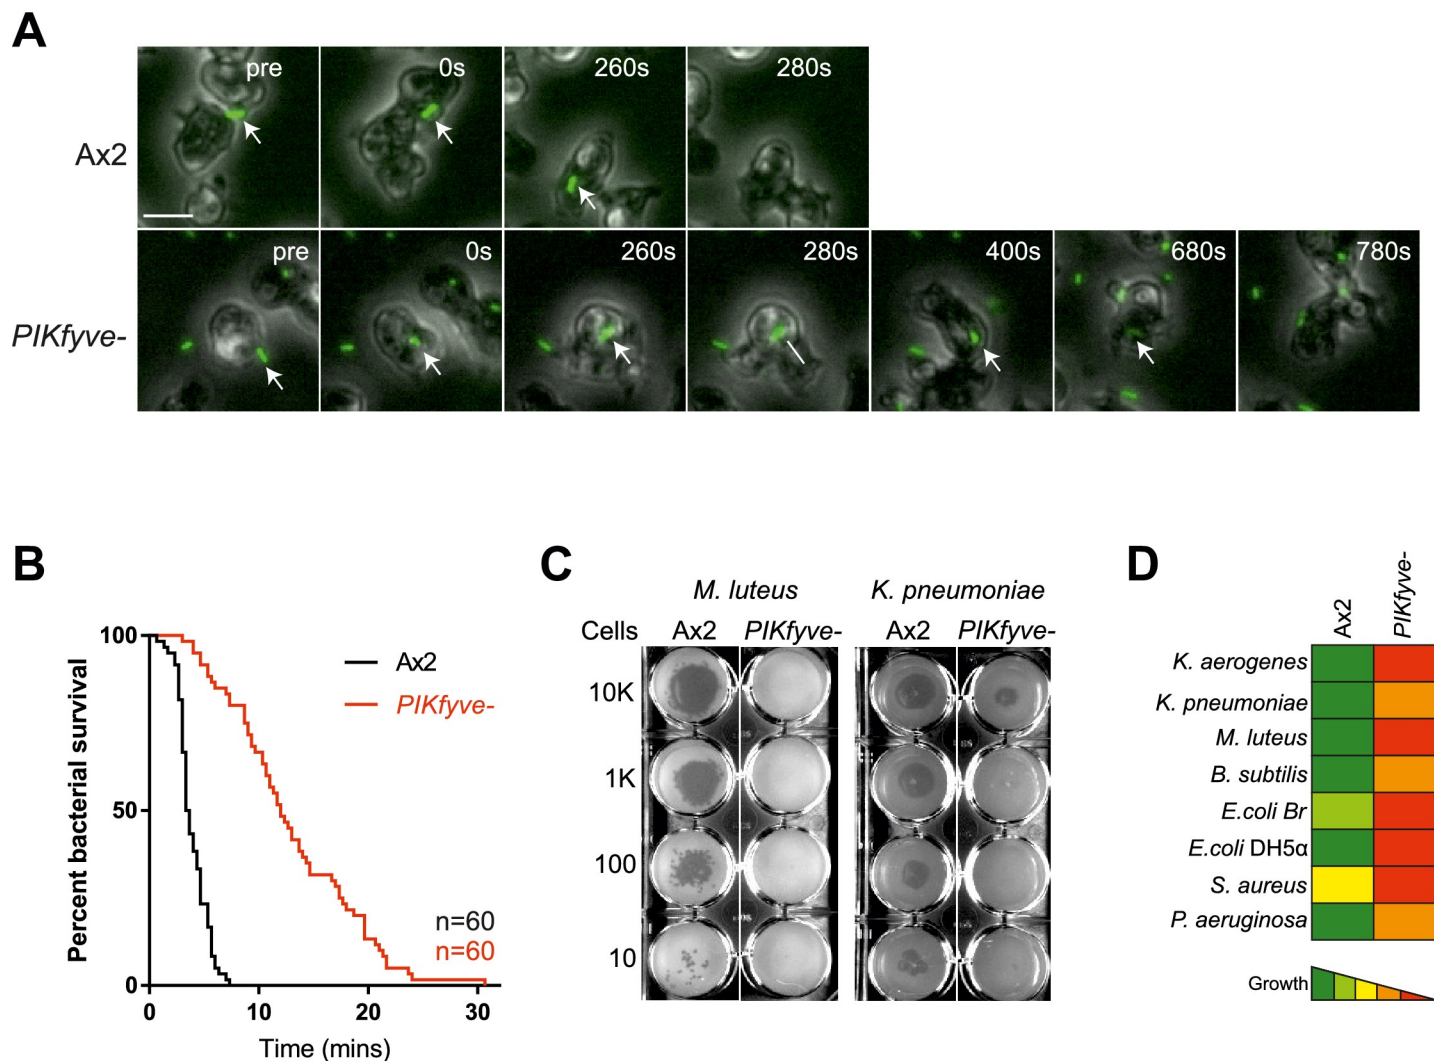 A
Ax2
pre
0s
260s
280s
PIKfyve-
pre
0s
260s
280s
400s
680s
780s
B
Percent bacterial survival
100
50
0
Ax2
PIKfyve-
n=60
n=60
0
10
20
30
Time (mins)
C
M. luteus
K. pneumoniae
Cells
Ax2
PIKfyve-
Ax2
PIKfyve-
10K
1K
100
10
D
Ax2
PIKfyve-
K. aerogenes
K. pneumoniae
M. luteus
B. subtilis
E.coli Br
E.coli DH5α
S. aureus
P. aeruginosa
Growth